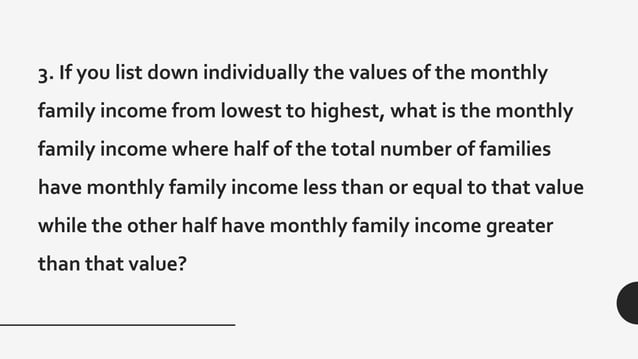 3. If you list down individually the values of the monthly
family income from lowest to highest, what is the monthly
family income where half of the total number of families
have monthly family income less than or equal to that value
while the other half have monthly family income greater
than that value?